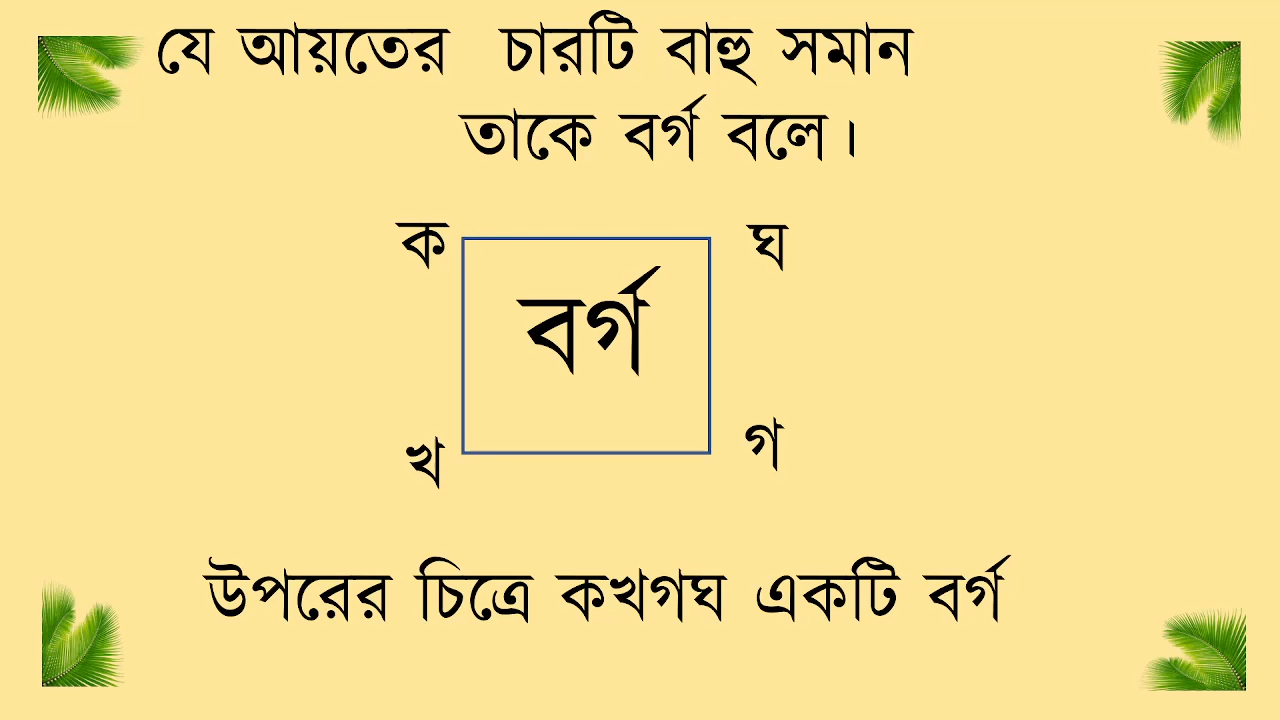 যে আয়তের চারটি বাহু সমান
তাকে বর্গ বলে।
ক ঘ
বর্গ
খ গ
উপরের চিত্রে কখগঘ একটি বর্গ